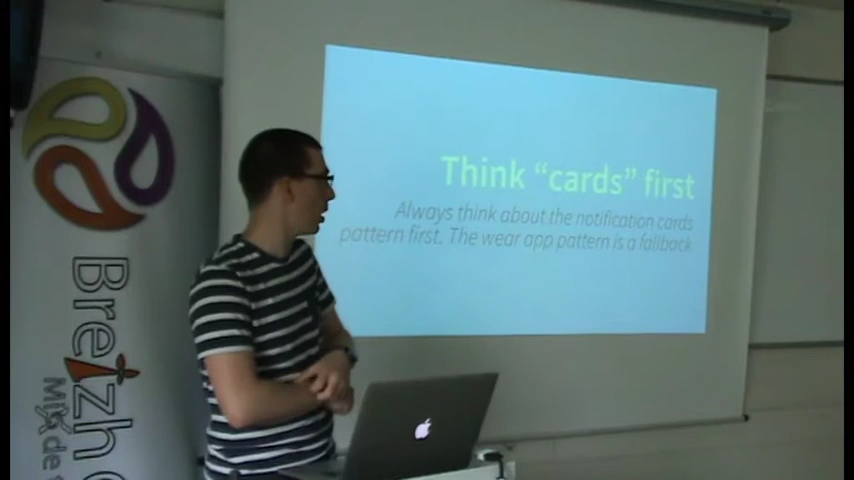 Think “cards” first
Always think about the notification cards
pattern first. The wear app pattern is a fallback
Breizh